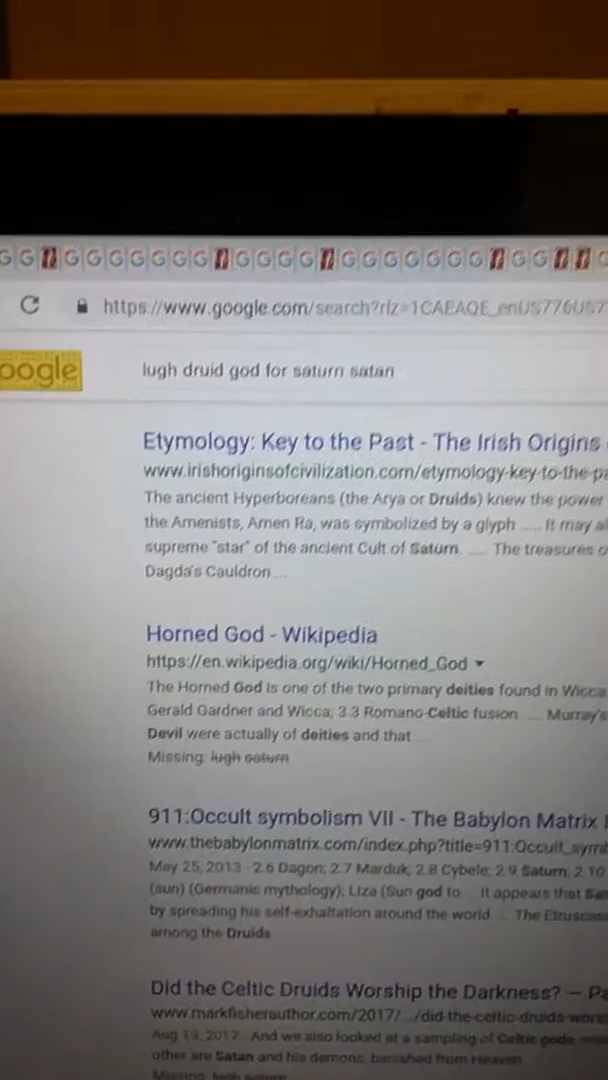 https://www.google.com/search?rlz=1CAEAQE_enUS776US7
oogle
lugh druid god for saturn satan
Etymology: Key to the Past - The Irish Origins
www.irishoriginsofcivilization.com/etymology-key-to-the-pa
The ancient Hyperboreans (the Arya or Druids) knew the power
the Amenists, Amen Ra, was symbolized by a glyph ..... It may al
supreme "star" of the ancient Cult of Saturn. .... The treasures o
Dagda's Cauldron ...
Horned God - Wikipedia
https://en.wikipedia.org/wiki/Horned_God
The Horned God is one of the two primary deities found in Wicca
Gerald Gardner and Wicca; 3.3 Romano-Celtic fusion .... Murray's
Devil were actually of deities and that ...
Missing: lugh saturn
911:Occult symbolism VII - The Babylon Matrix
www.thebabylonmatrix.com/index.php?title=911:Occult_symb
May 25, 2013 - 2.6 Dagon; 2.7 Marduk; 2.8 Cybele; 2.9 Saturn; 2.10
(sun) (Germanic mythology); Liza (Sun god to ... It appears that Sa
by spreading his self-exhaltation around the world ... The Etrusca
among the Druids
Did the Celtic Druids Worship the Darkness? — Pa
www.markfisherauthor.com/2017/.../did-the-celtic-druids-wors
Aug 13, 2017 - And we also looked at a sampling of Celtic gods
other are Satan and his demons, banished from Heaven
Missing: lugh saturn